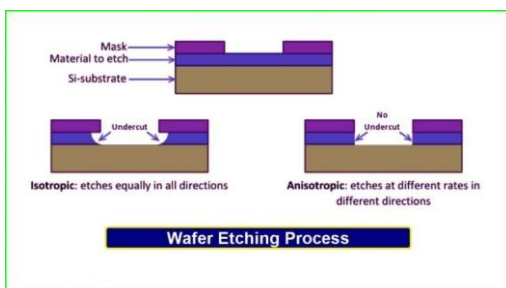 Mask
Material to etch
Si-substrate
Undercut
No
Undercut
Isotropic: etches equally in all directions
Anisotropic: etches at different rates in
different directions
Wafer Etching Process